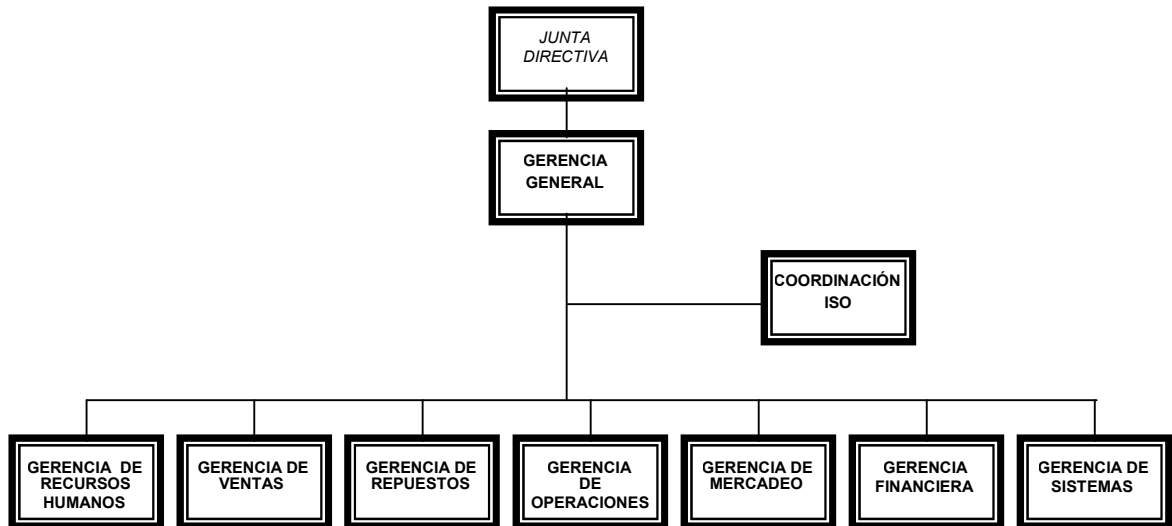 JUNTA
DIRECTIVA
GERENCIA
GENERAL
COORDINACIÓN
ISO
GERENCIA DE
RECURSOS
HUMANOS
GERENCIA DE
VENTAS
GERENCIA DE
REPUESTOS
GERENCIA
DE
OPERACIONES
GERENCIA DE
MERCADEO
GERENCIA
FINANCIERA
GERENCIA DE
SISTEMAS